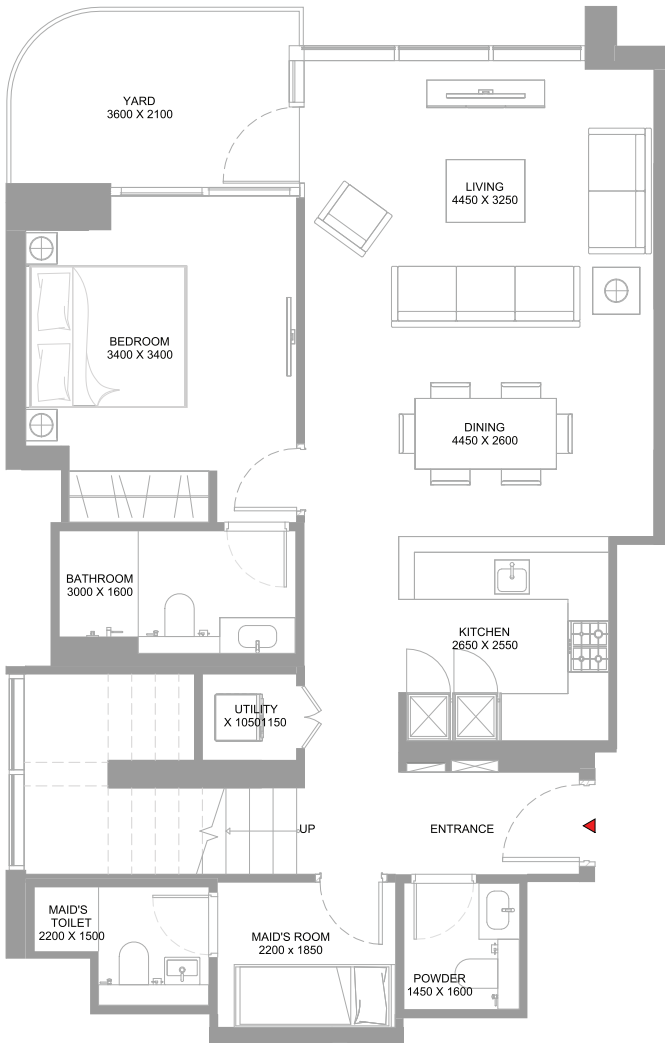 YARD
3600 X 2100
LIVING
4450 X 3250
BEDROOM
3400 X 3400
DINING
4450 X 2600
BATHROOM
3000 X 1600
KITCHEN
2650 X 2550
UTILITY
X 10501150
UP
ENTRANCE
MAID'S
TOILET
2200 X 1500
MAID'S ROOM
2200 x 1850
POWDER
1450 X 1600